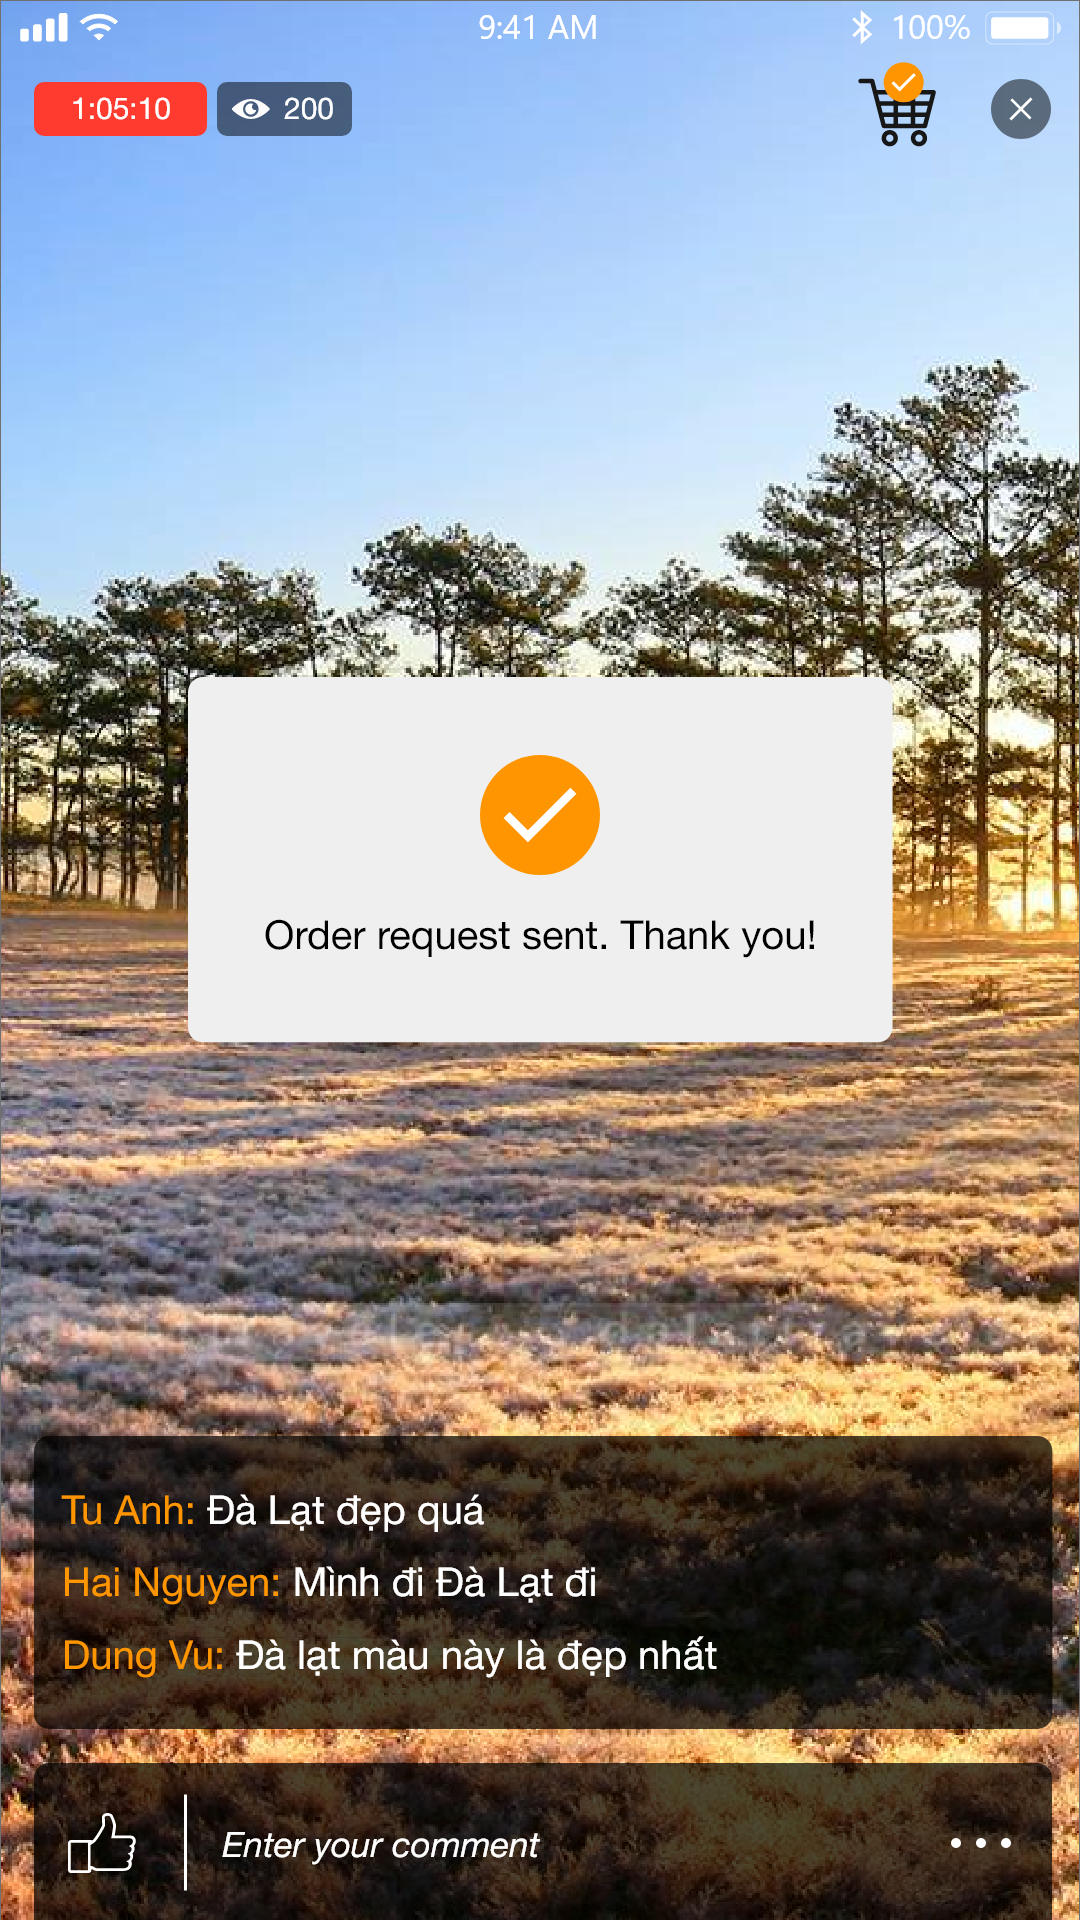 9:41 AM
100%
1:05:10
200
Order request sent. Thank you!
Tu Anh: Đà Lạt đẹp quá
Hai Nguyen: Mình đi Đà Lạt đi
Dung Vu: Đà lạt màu này là đẹp nhất
Enter your comment